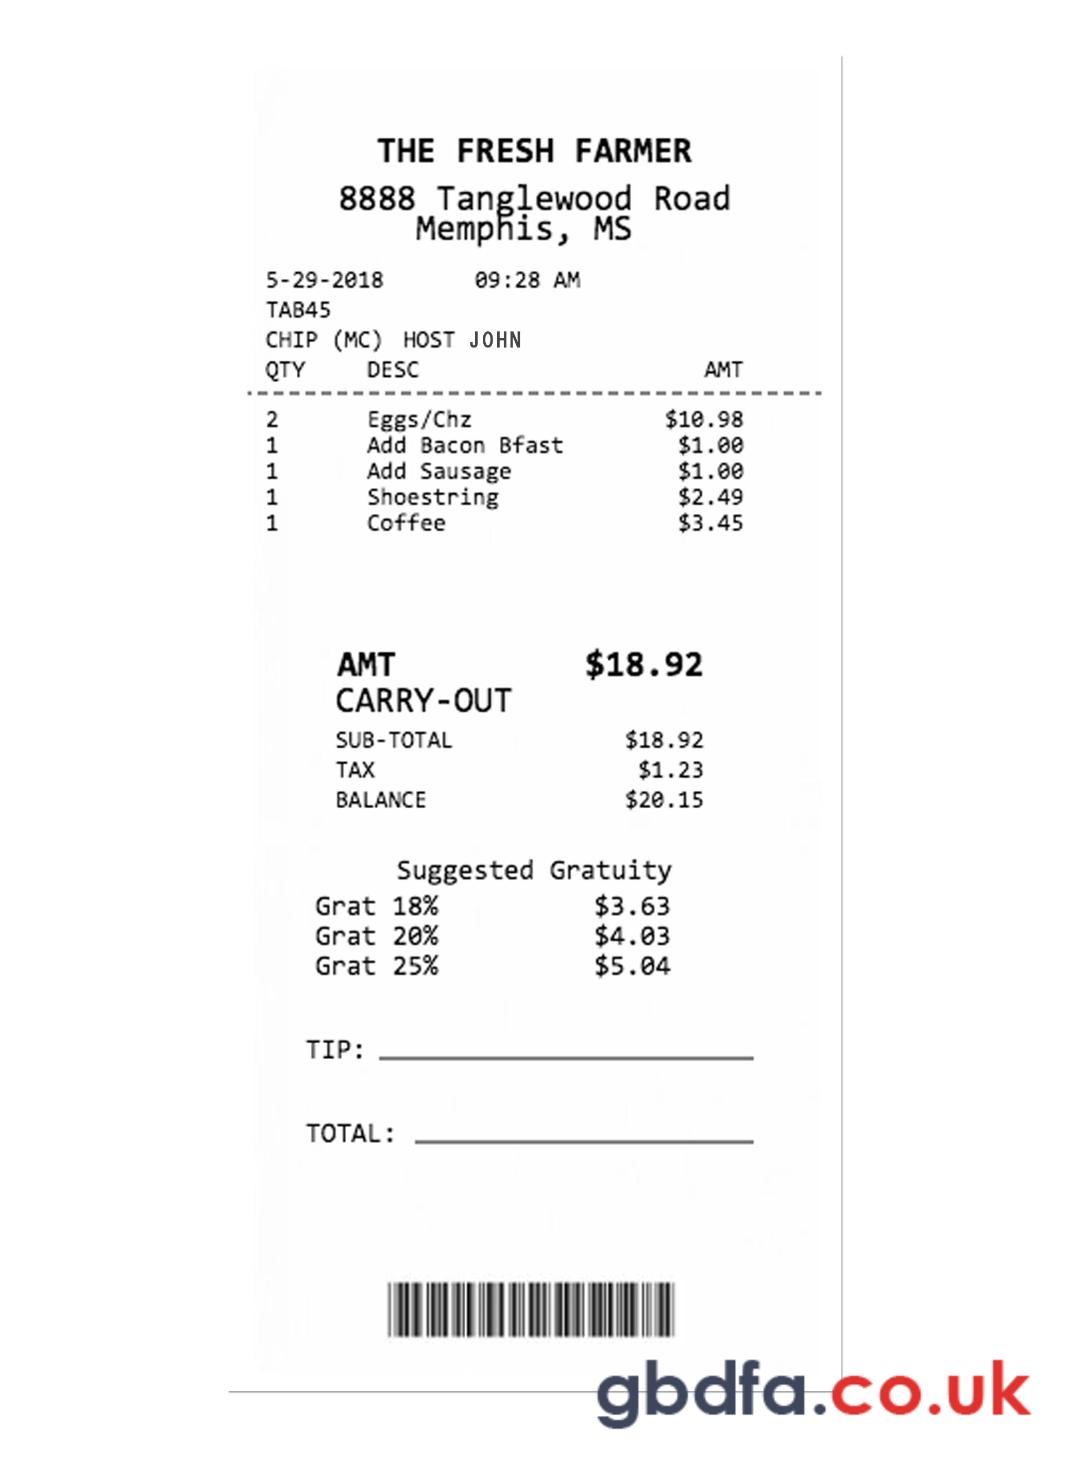 THE FRESH FARMER
8888 Tanglewood Road
Memphis, MS
5-29-2018 09:28 AM
TAB45
CHIP (MC) HOST JOHN
QTY DESC AMT
2 Eggs/Chz $10.98
1 Add Bacon Bfast $1.00
1 Add Sausage $1.00
1 Shoestring $2.49
1 Coffee $3.45
AMT $18.92
CARRY-OUT
SUB-TOTAL $18.92
TAX $1.23
BALANCE $20.15
Suggested Gratuity
Grat 18% $3.63
Grat 20% $4.03
Grat 25% $5.04
TIP:
TOTAL:
gbdfa.co.uk